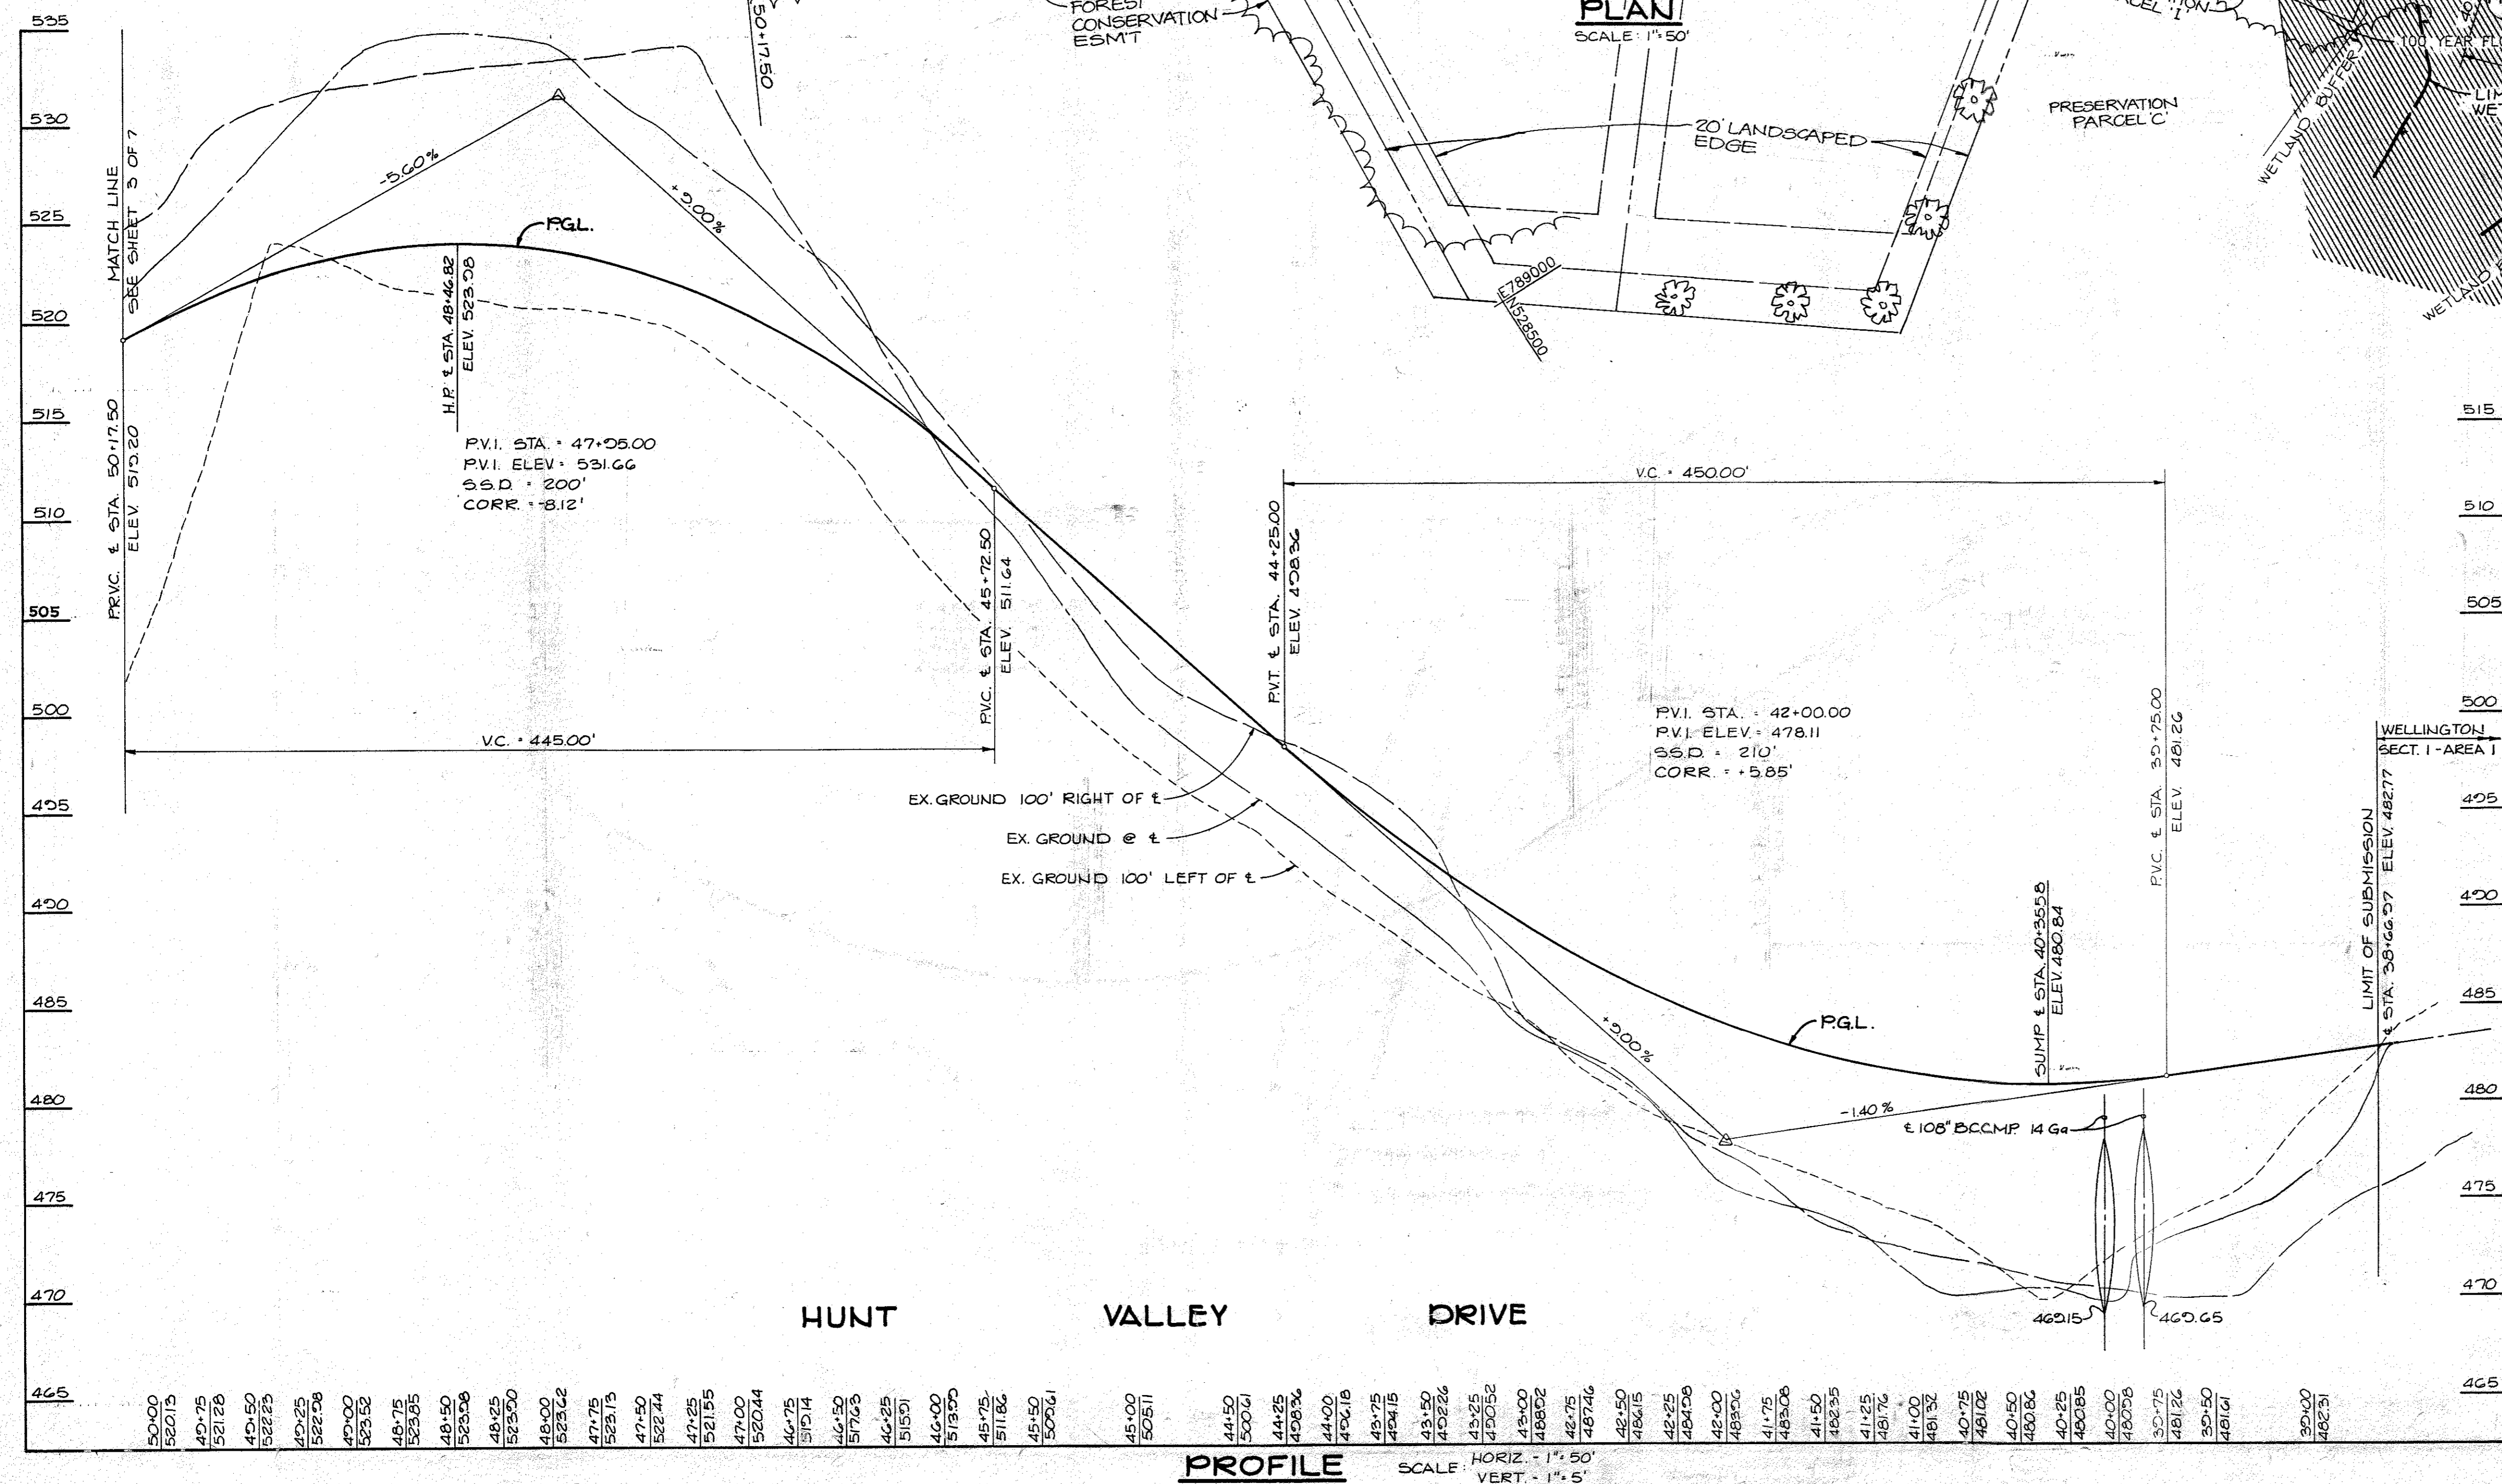 535
530
525
520
515
510
505
500
495
490
485
480
475
470
465
50+17.50
FOREST
CONSERVATION
ESM'T
PLAN
SCALE: 1"=50'
20' LANDSCAPED
EDGE
E789000
N528500
PRESERVATION
PARCEL 'C'
WETLAND BUFFER
100 YEAR
MATCH LINE
SEE SHEET 3 OF 7
-5.60%
+9.00%
P.G.L.
H.P. ℄ STA. 48+46.82
ELEV. 523.98
P.R.V.C. ℄ STA. 50+17.50
ELEV. 519.20
P.V.I. STA. = 47+95.00
P.V.I. ELEV = 531.66
S.S.D. = 200'
CORR. = -8.12'
V.C. = 445.00'
P.V.C. ℄ STA. 45+72.50
ELEV. 511.64
P.V.T. ℄ STA. 44+25.00
ELEV. 498.36
V.C. = 450.00'
EX. GROUND 100' RIGHT OF ℄
EX. GROUND @ ℄
EX. GROUND 100' LEFT OF ℄
P.V.I. STA. = 42+00.00
P.V.I. ELEV. = 478.11
S.S.D. = 210'
CORR. = +5.85'
P.V.C. ℄ STA. 39+75.00
ELEV. 481.26
WELLINGTON
SECT. 1 - AREA 1
LIMIT OF SUBMISSION
℄ STA. 38+66.97 ELEV. 482.77
SUMP ℄ STA. 40+35.58
ELEV. 480.84
P.G.L.
+9.00%
-1.40%
℄ 108" B.C.C.M.P. 14 Ga
469.15
469.65
515
510
505
500
495
490
485
480
475
470
465
HUNT VALLEY DRIVE
50+00
520.13
49+75
521.28
49+50
522.23
49+25
522.98
49+00
523.52
48+75
523.85
48+50
523.98
48+25
523.90
48+00
523.62
47+75
523.13
47+50
522.44
47+25
521.55
47+00
520.44
46+75
519.14
46+50
517.63
46+25
515.91
46+00
513.99
45+75
511.86
45+50
509.61
45+00
505.11
44+50
500.61
44+25
498.36
44+00
496.18
43+75
494.15
43+50
492.26
43+25
490.52
43+00
488.92
42+75
487.46
42+50
486.15
42+25
484.98
42+00
483.96
41+75
483.08
41+50
482.35
41+25
481.76
41+00
481.32
40+75
481.02
40+50
480.86
40+25
480.85
40+00
480.98
39+75
481.26
39+50
481.61
39+00
482.31
PROFILE
SCALE: HORIZ. - 1"=50'
VERT. - 1"=5'